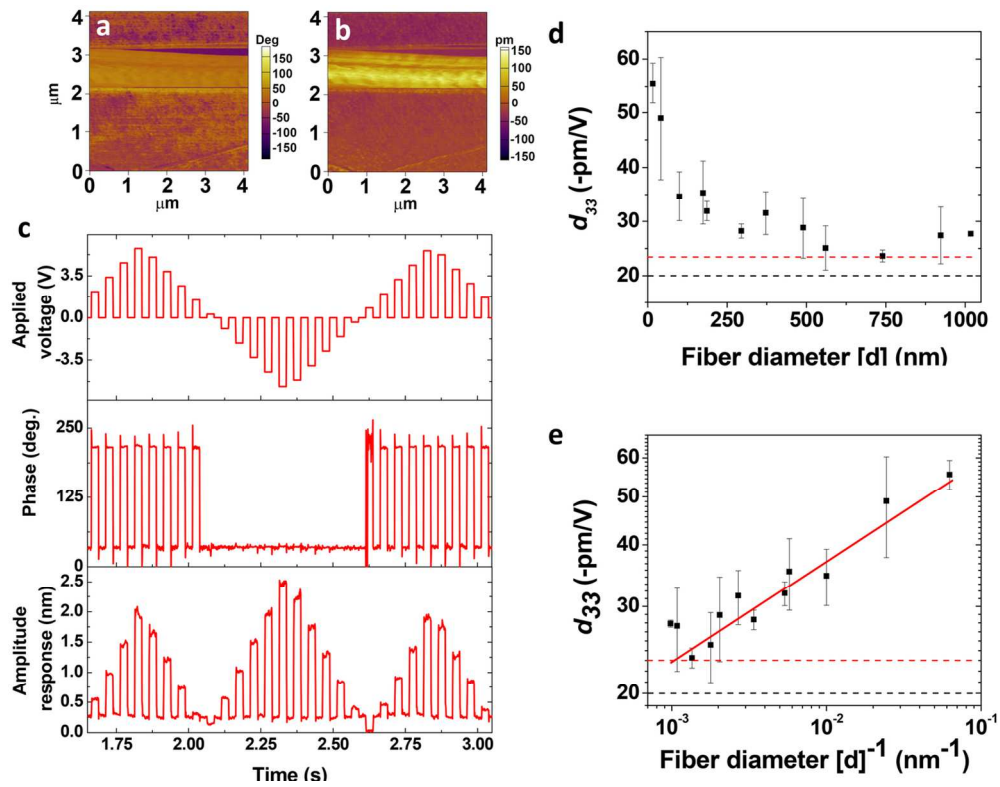 a
4
3
2
1
0
μm
0 1 2 3 4
μm
Deg
150
100
50
0
-50
-100
-150
b
4
3
2
1
0
0 1 2 3 4
μm
pm
150
100
50
0
-50
-100
-150
c
Applied
voltage (V)
3.5
0.0
-3.5
Phase (deg.)
250
125
0
Amplitude
response (nm)
2.5
2.0
1.5
1.0
0.5
0.0
1.75 2.00 2.25 2.50 2.75 3.00
Time (s)
d
d33 (-pm/V)
60
50
40
30
20
0 250 500 750 1000
Fiber diameter [d] (nm)
e
d33 (-pm/V)
60
50
40
30
20
10-3 10-2 10-1
Fiber diameter [d]-1 (nm-1)